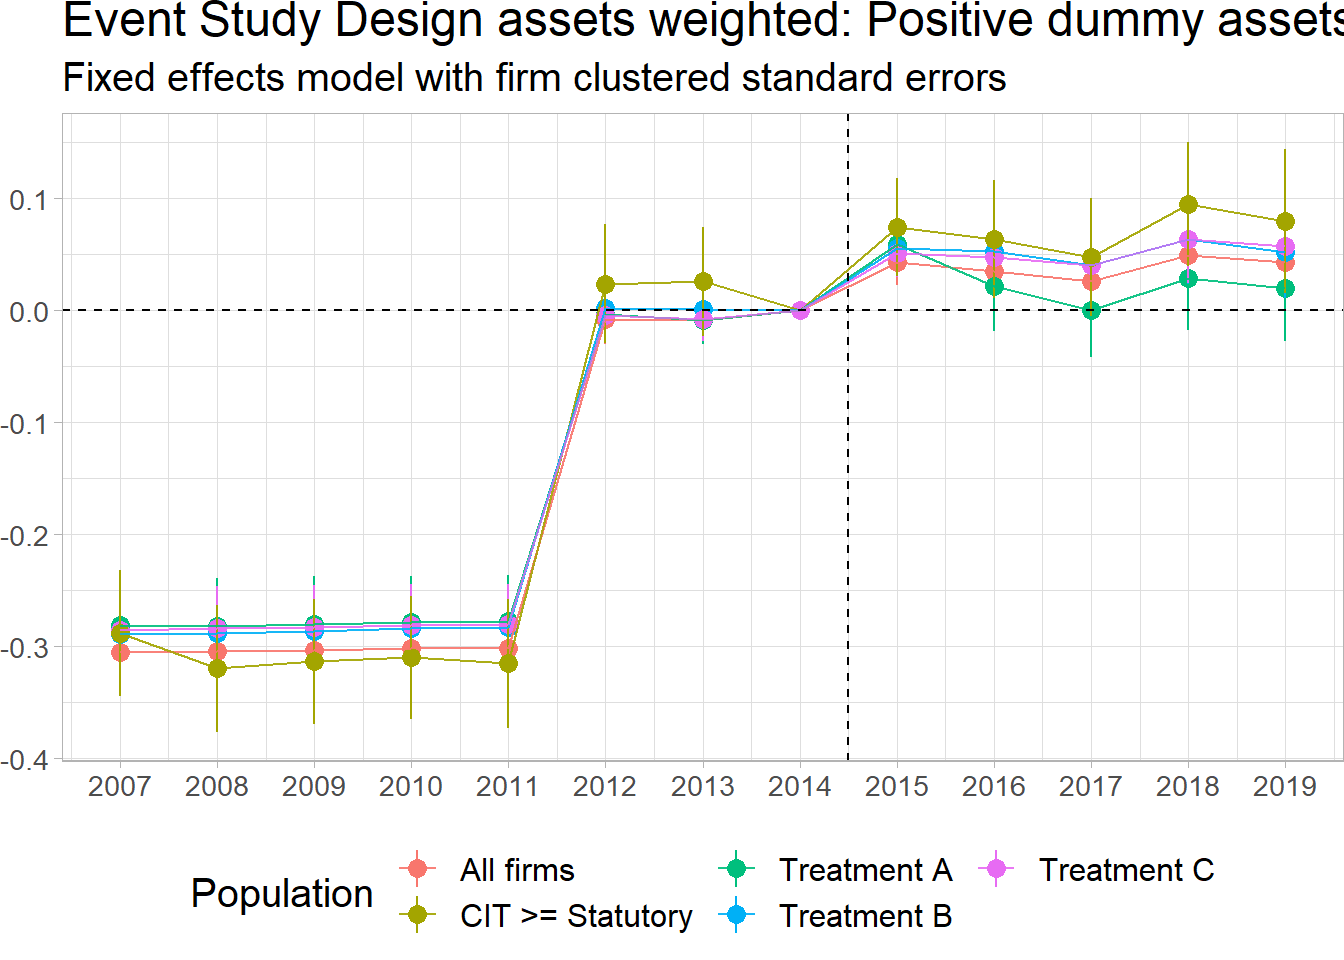 Event Study Design assets weighted: Positive dummy assets
Fixed effects model with firm clustered standard errors
0.1
0.0
-0.1
-0.2
-0.3
-0.4
2007 2008 2009 2010 2011 2012 2013 2014 2015 2016 2017 2018 2019
Population
All firms Treatment A Treatment C
CIT >= Statutory Treatment B